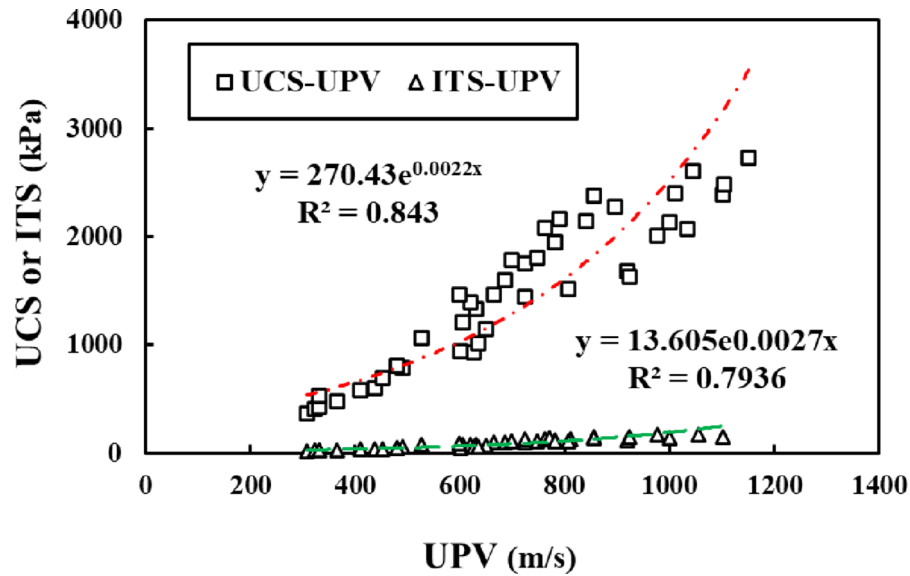 4000
3000
2000
1000
0
UCS or ITS (kPa)
UCS-UPV ITS-UPV
y = 270.43e^0.0022x
R² = 0.843
y = 13.605e0.0027x
R² = 0.7936
0 200 400 600 800 1000 1200 1400
UPV (m/s)